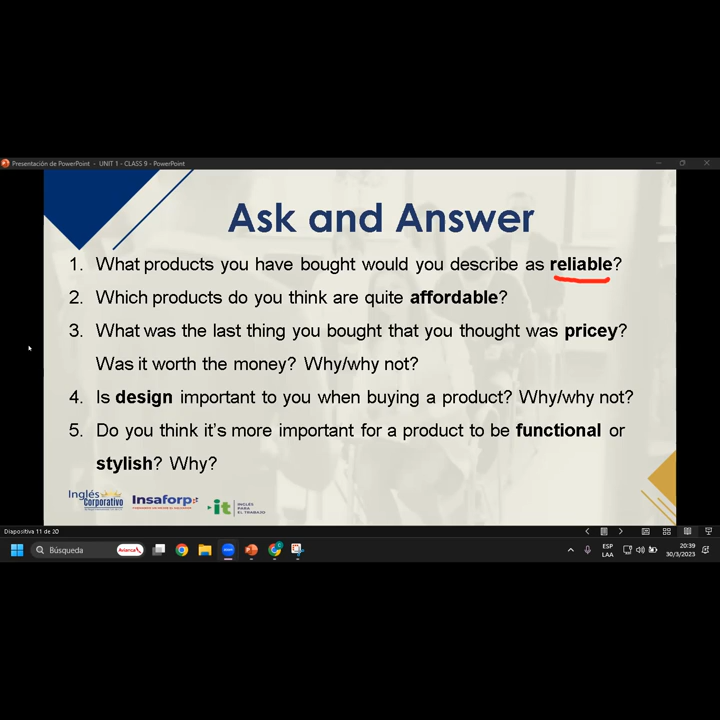 Presentación de PowerPoint - UNIT 1 - CLASS 9 - PowerPoint
Ask and Answer
1. What products you have bought would you describe as reliable?
2. Which products do you think are quite affordable?
3. What was the last thing you bought that you thought was pricey?
Was it worth the money? Why/why not?
4. Is design important to you when buying a product? Why/why not?
5. Do you think it's more important for a product to be functional or
stylish? Why?
Inglés
Corporativo
Insaforp
it
INGLÉS
PARA
EL TRABAJO
Diapositiva 11 de 20
Búsqueda
Avianca
ESP
LAA
20:39
30/3/2023